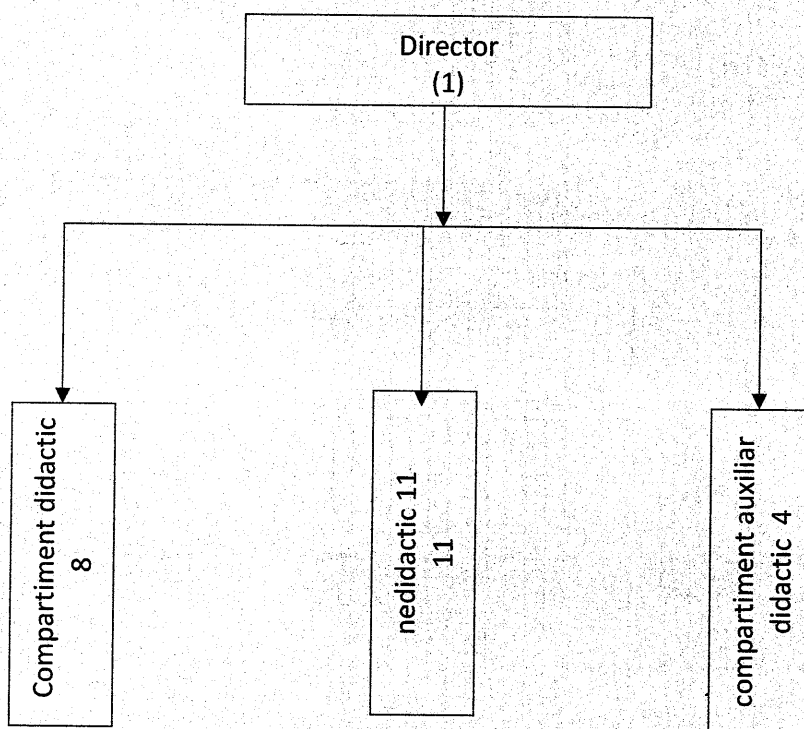 Director
(1)
Compartiment didactic
8
nedidactic 11
11
compartiment auxiliar
didactic 4